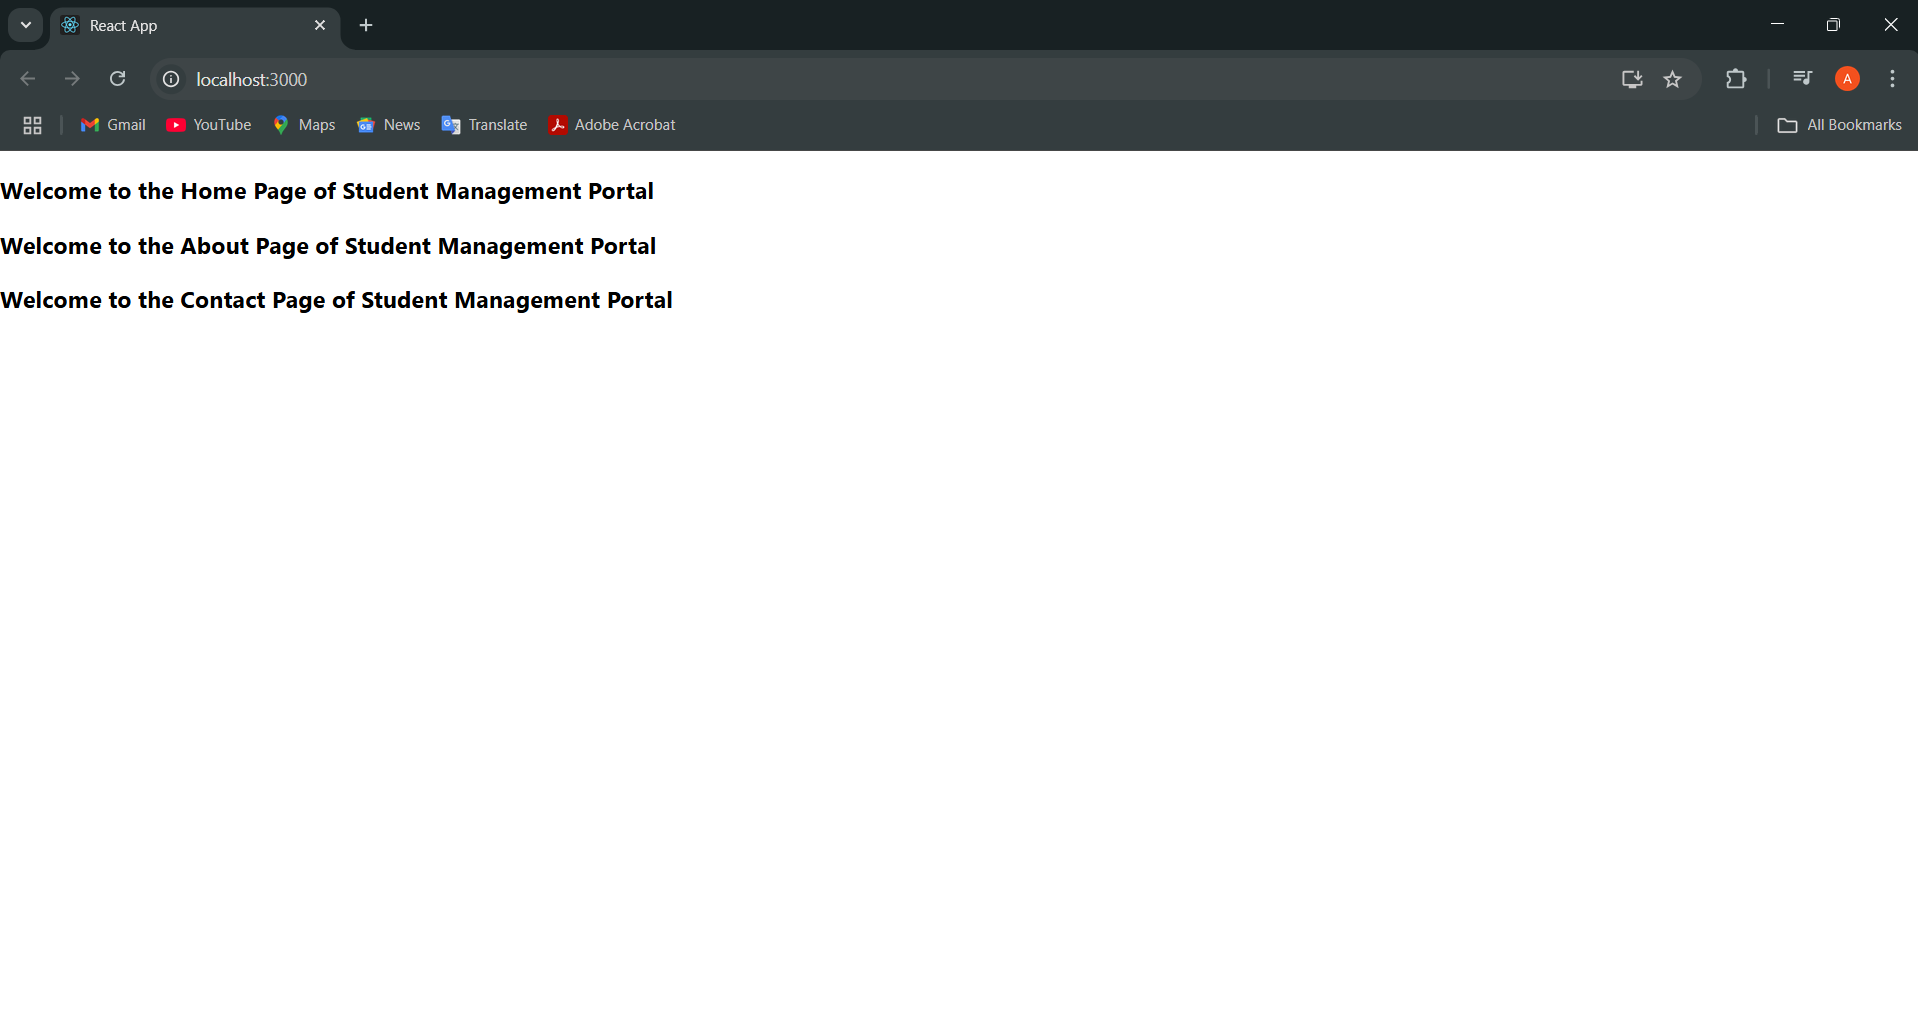 React App
localhost:3000
A
Gmail
YouTube
Maps
News
Translate
Adobe Acrobat
All Bookmarks
Welcome to the Home Page of Student Management Portal
Welcome to the About Page of Student Management Portal
Welcome to the Contact Page of Student Management Portal